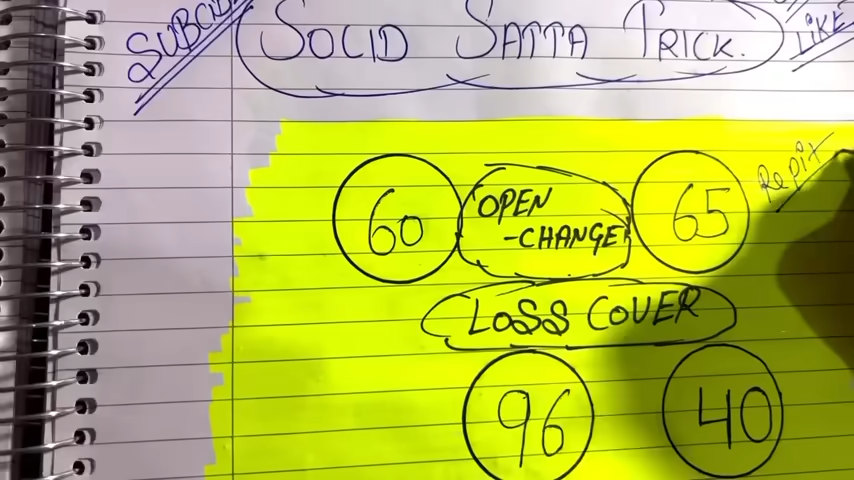 SOLID SATTA TRICK.
LIKE
60 OPEN 65 Repit
-CHANGE
LOSS COVER
96 40